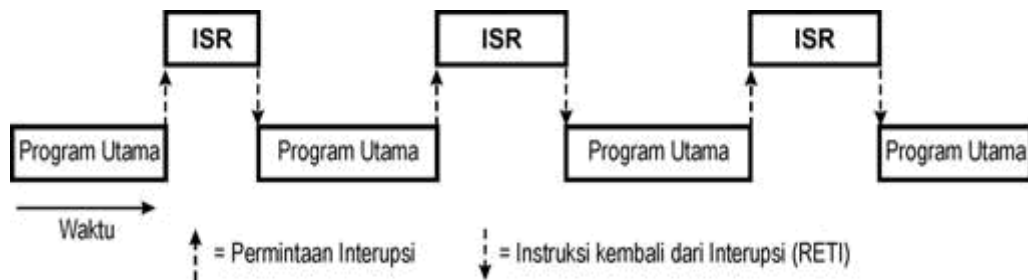 ISR ISR ISR
Program Utama Program Utama Program Utama Program Utama
Waktu
= Permintaan Interupsi = Instruksi kembali dari Interupsi (RETI)